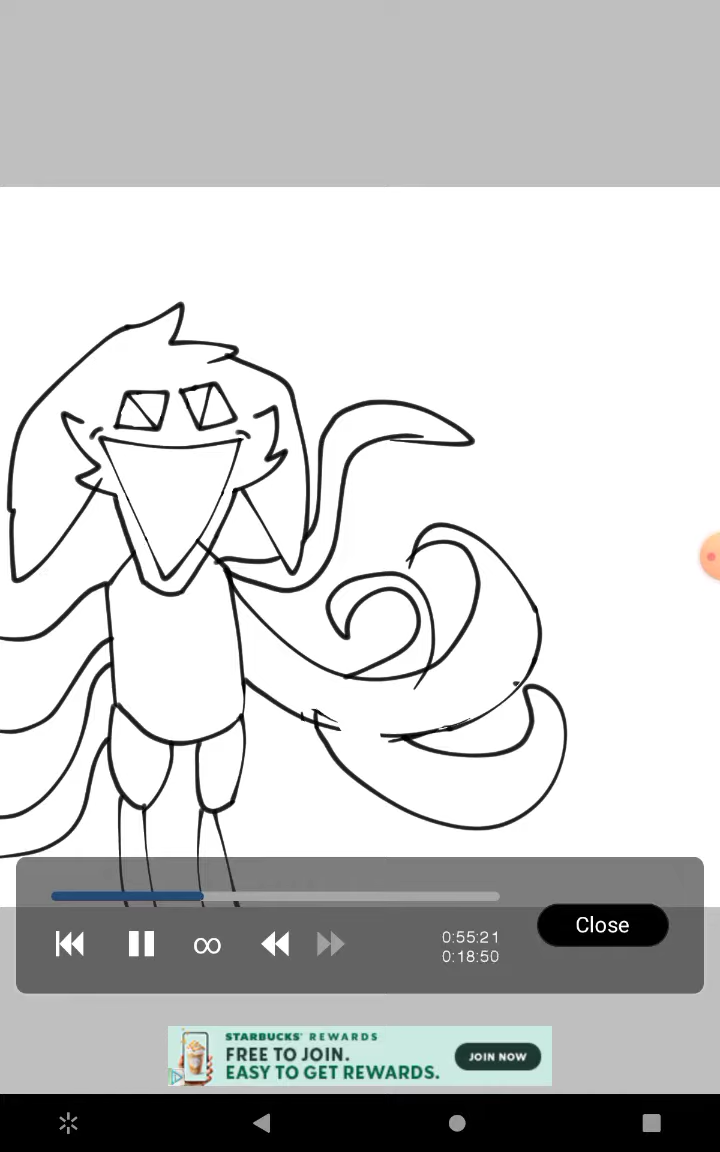 0:55:21
0:18:50
Close
STARBUCKS® REWARDS
FREE TO JOIN.
EASY TO GET REWARDS.
JOIN NOW